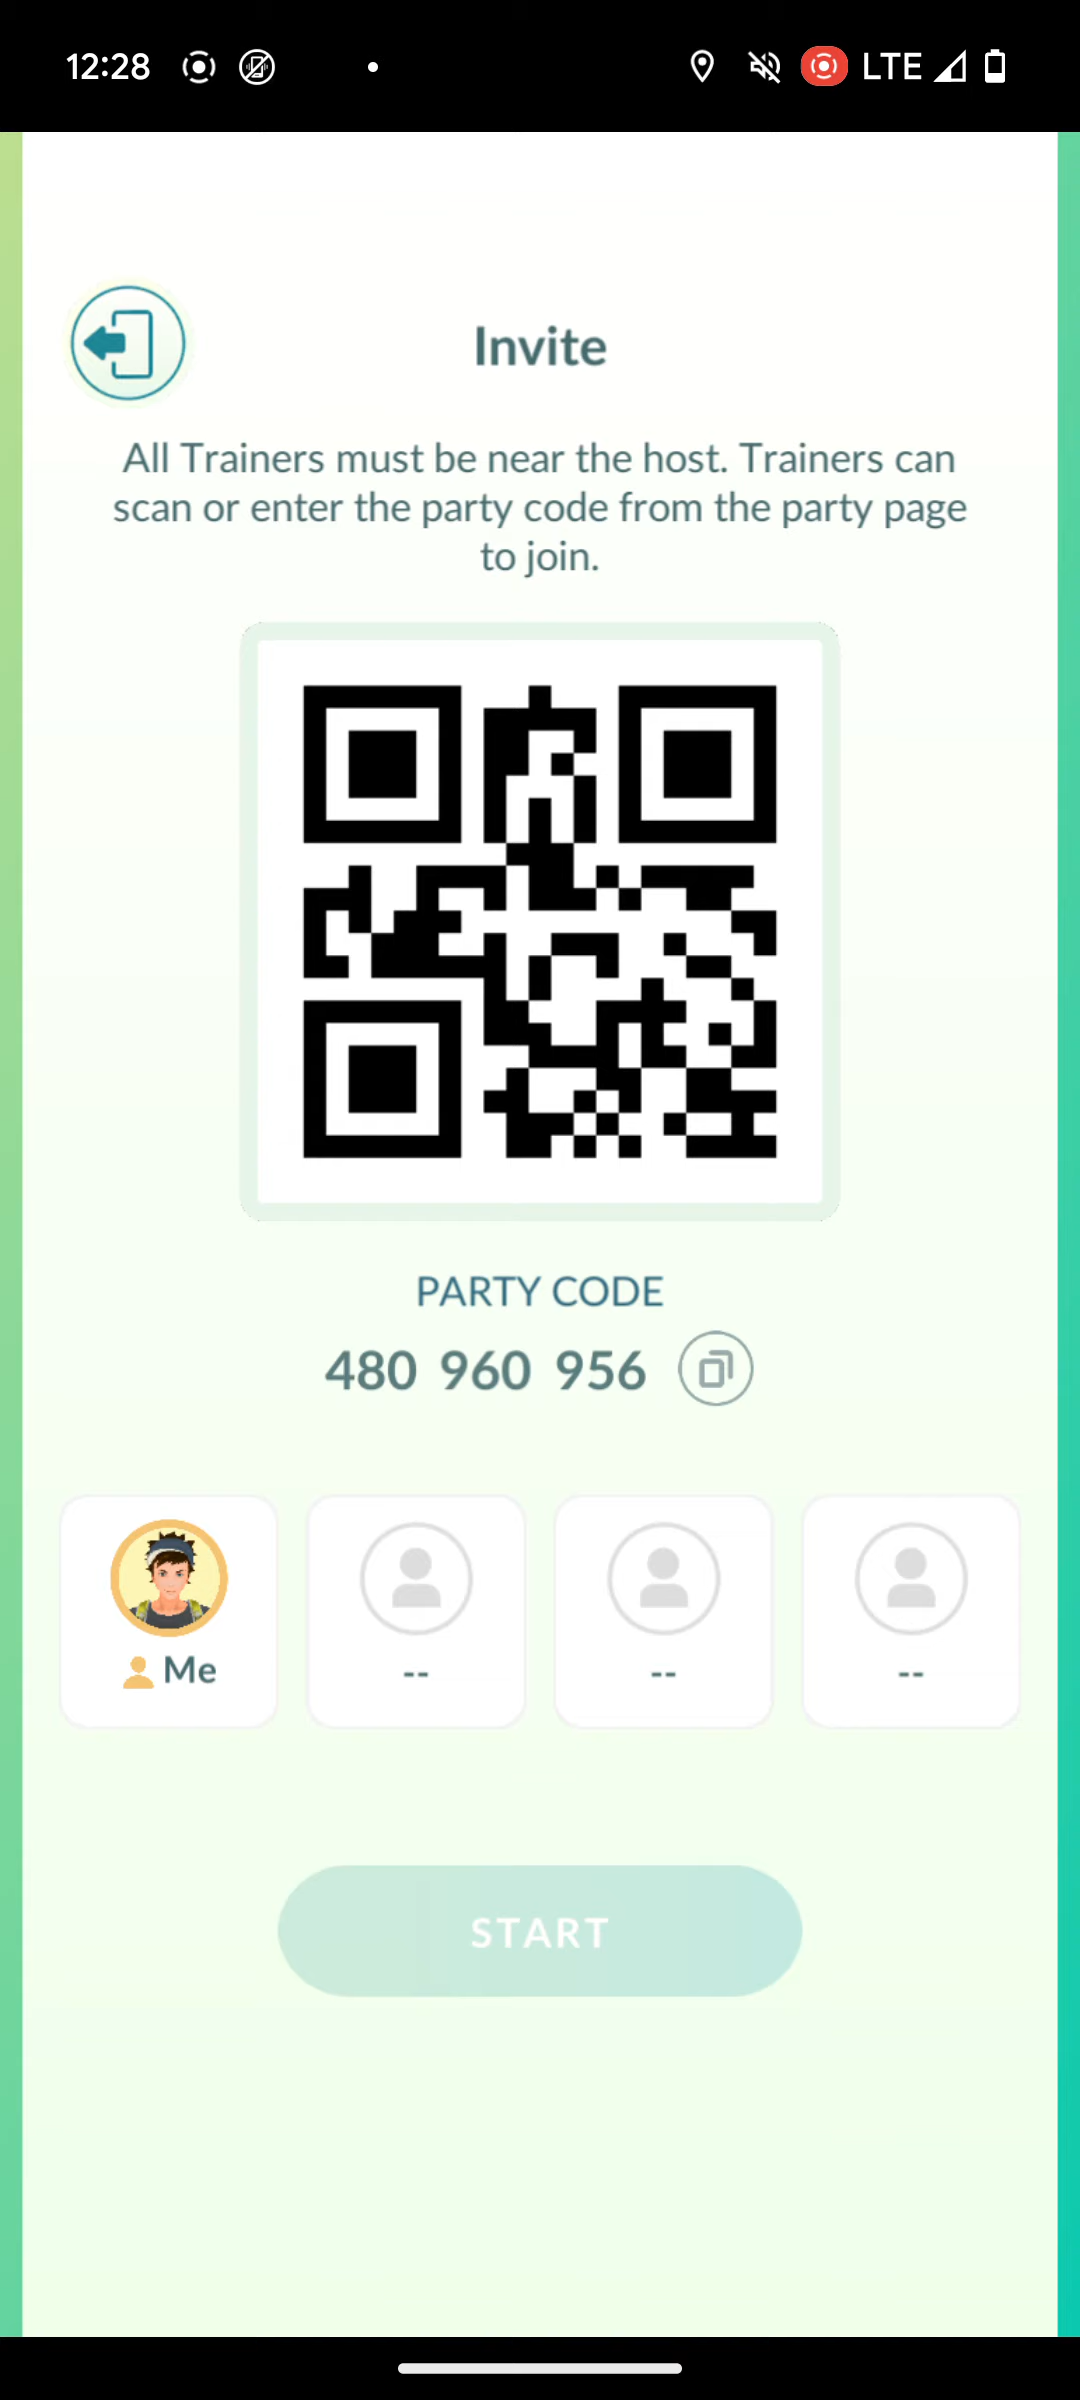 12:28
LTE
Invite
All Trainers must be near the host. Trainers can
scan or enter the party code from the party page
to join.
PARTY CODE
480 960 956
Me
--
--
--
START